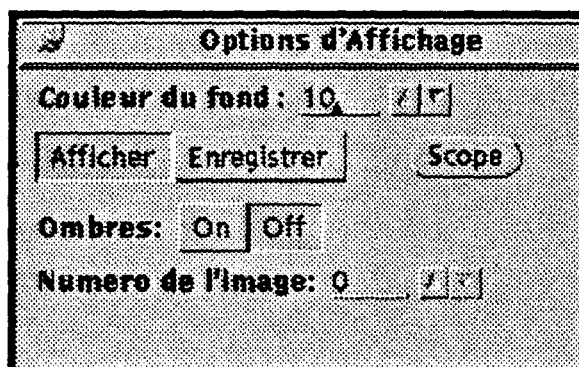 Options d'Affichage
Couleur du fond : 10
Afficher Enregistrer Scope
Ombres: On Off
Numero de l'image: 0